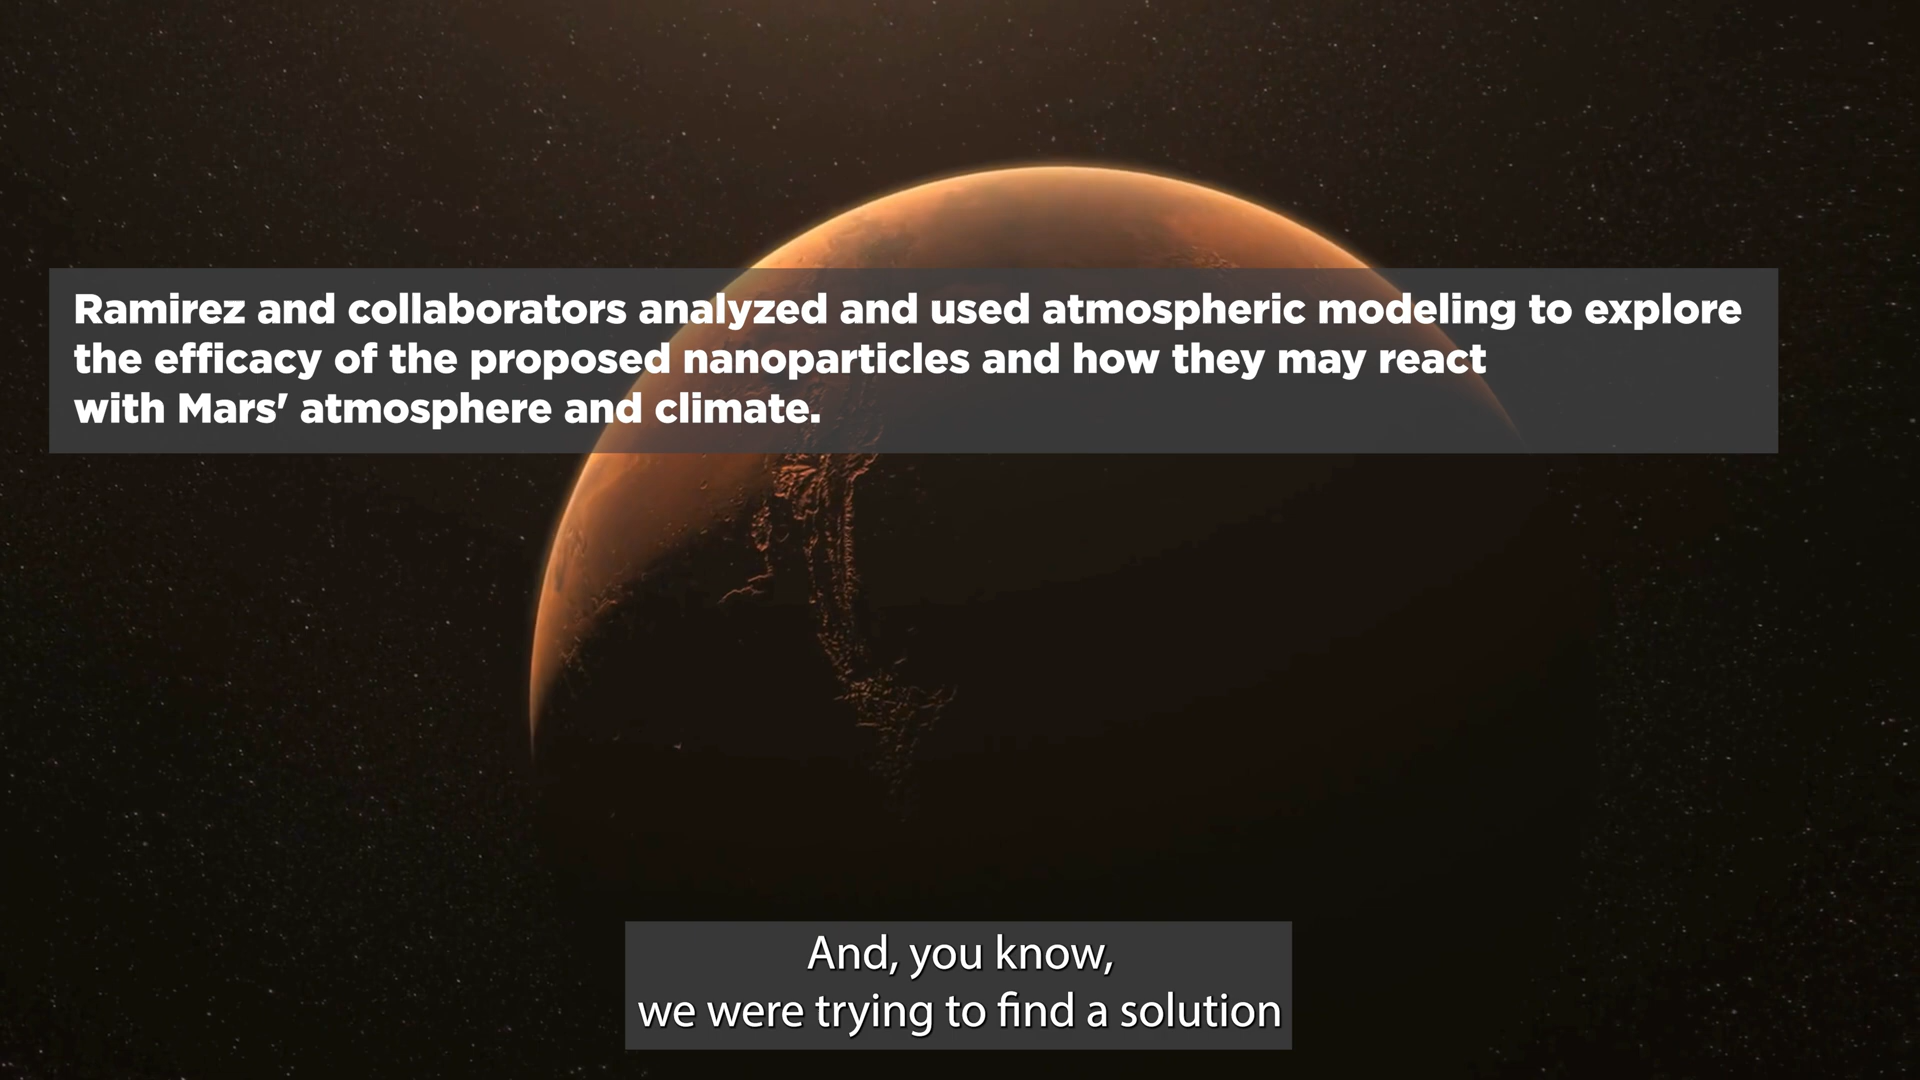 Ramirez and collaborators analyzed and used atmospheric modeling to explore
the efficacy of the proposed nanoparticles and how they may react
with Mars' atmosphere and climate.
And, you know,
we were trying to find a solution